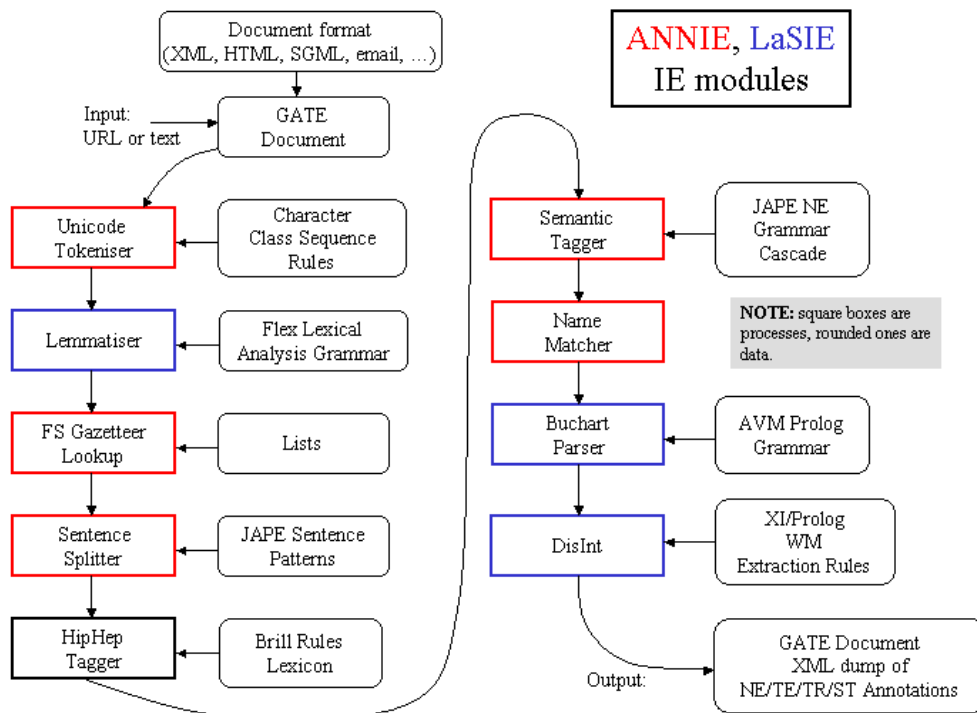 Document format
(XML, HTML, SGML, email, ...)
ANNIE, LaSIE
IE modules
Input:
URL or text
GATE
Document
Unicode
Tokeniser
Character
Class Sequence
Rules
Lemmatiser
Flex Lexical
Analysis Grammar
FS Gazetteer
Lookup
Lists
Sentence
Splitter
JAPE Sentence
Patterns
HipHep
Tagger
Brill Rules
Lexicon
Semantic
Tagger
JAPE NE
Grammar
Cascade
Name
Matcher
NOTE: square boxes are
processes, rounded ones are
data.
Buchart
Parser
AVM Prolog
Grammar
DisInt
XI/Prolog
WM
Extraction Rules
Output:
GATE Document
XML dump of
NE/TE/TR/ST Annotations